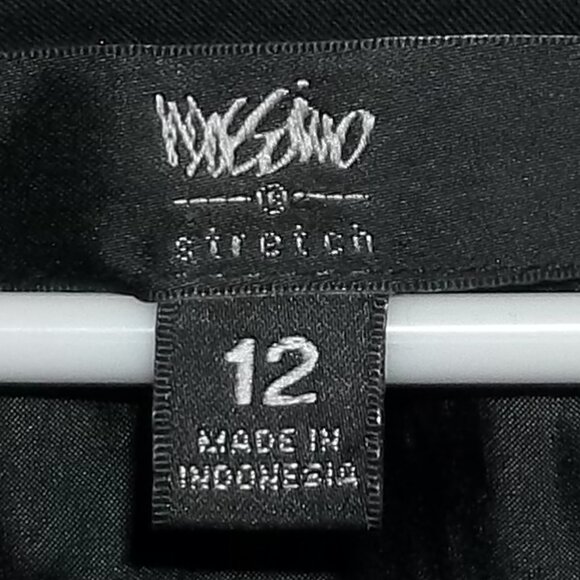 Mossimo
stretch
12
MADE IN
INDONESIA